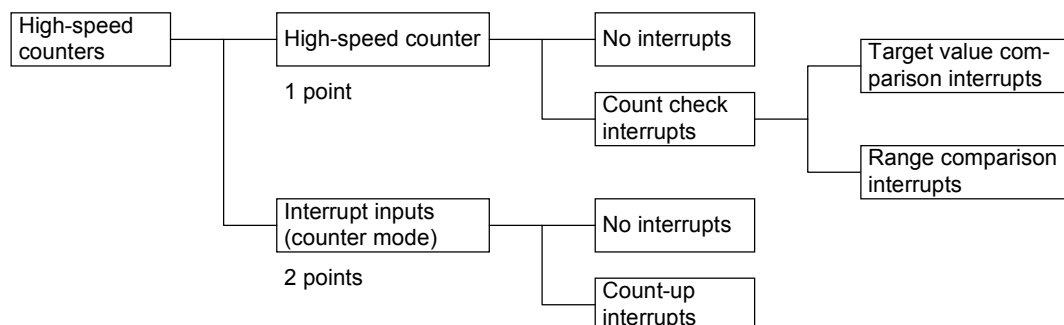 High-speed
counters
High-speed counter
1 point
No interrupts
Count check
interrupts
Target value com-
parison interrupts
Range comparison
interrupts
Interrupt inputs
(counter mode)
2 points
No interrupts
Count-up
interrupts